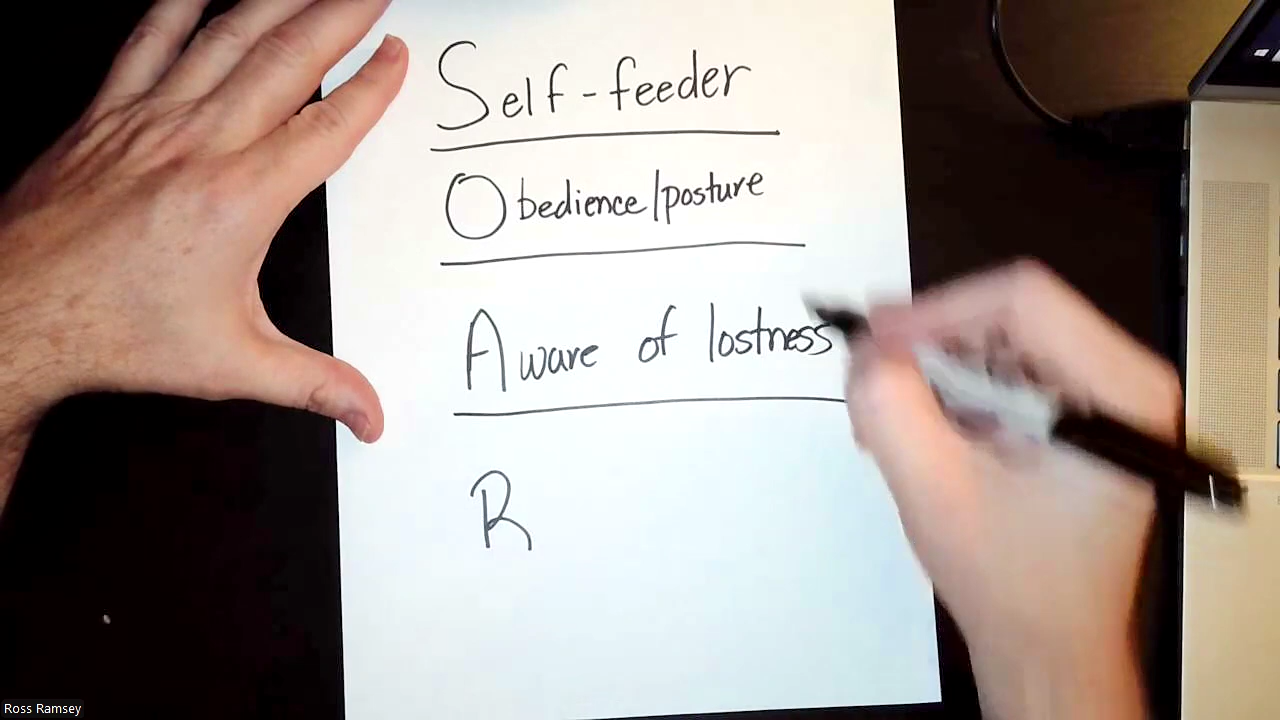 Self-feeder
Obedience/posture
Aware of lostness
R
Ross Ramsey